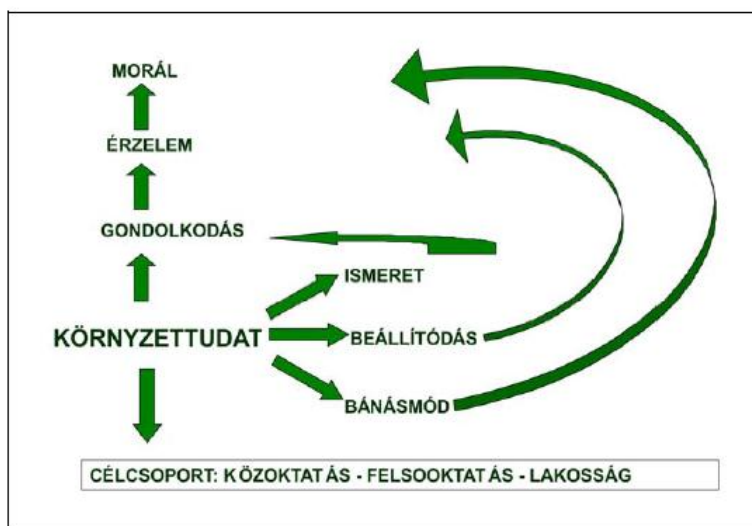 MORÁL
ÉRZELEM
GONDOLKODÁS
ISMERET
KÖRNYZETTUDAT
BEÁLLÍTÓDÁS
BÁNÁSMÓD
CÉLCSOPORT: KÖZOKTATÁS - FELSOOKTATÁS - LAKOSSÁG